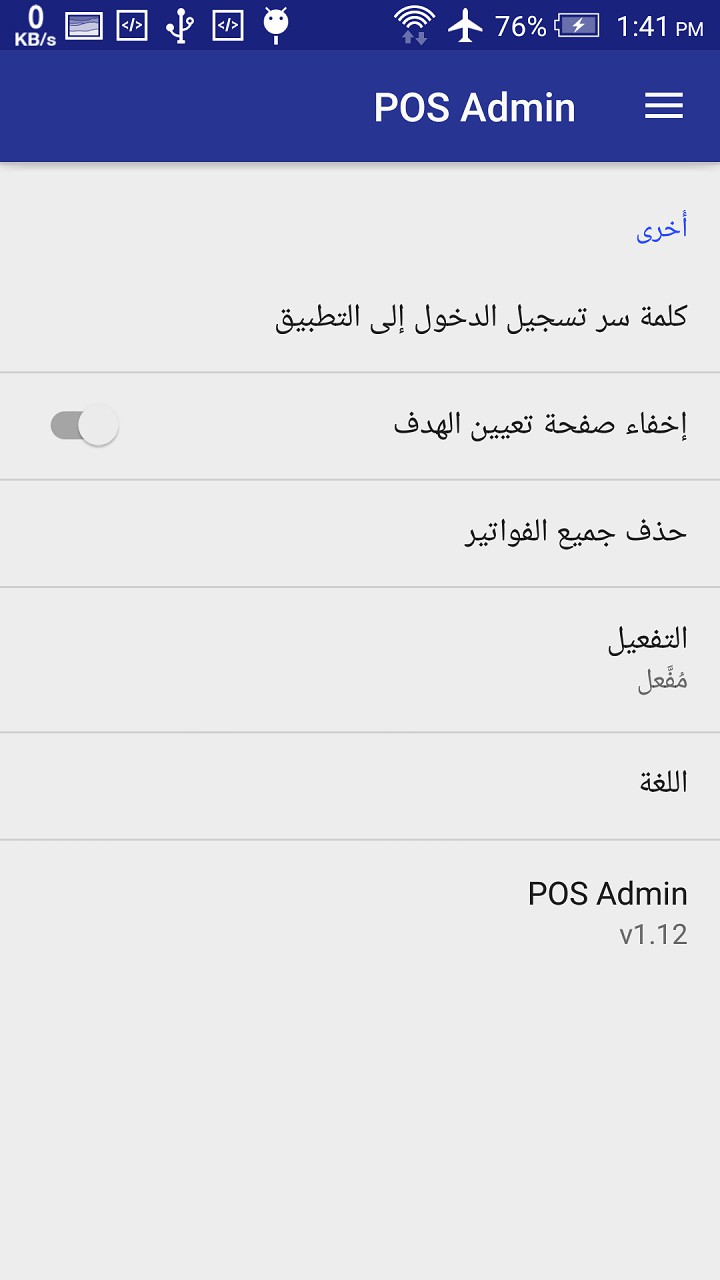 0 KB/s 76% 1:41 PM
POS Admin
أخرى
كلمة سر تسجيل الدخول إلى التطبيق
إخفاء صفحة تعيين الهدف
حذف جميع الفواتير
التفعيل
مُفَّعل
اللغة
POS Admin
v1.12